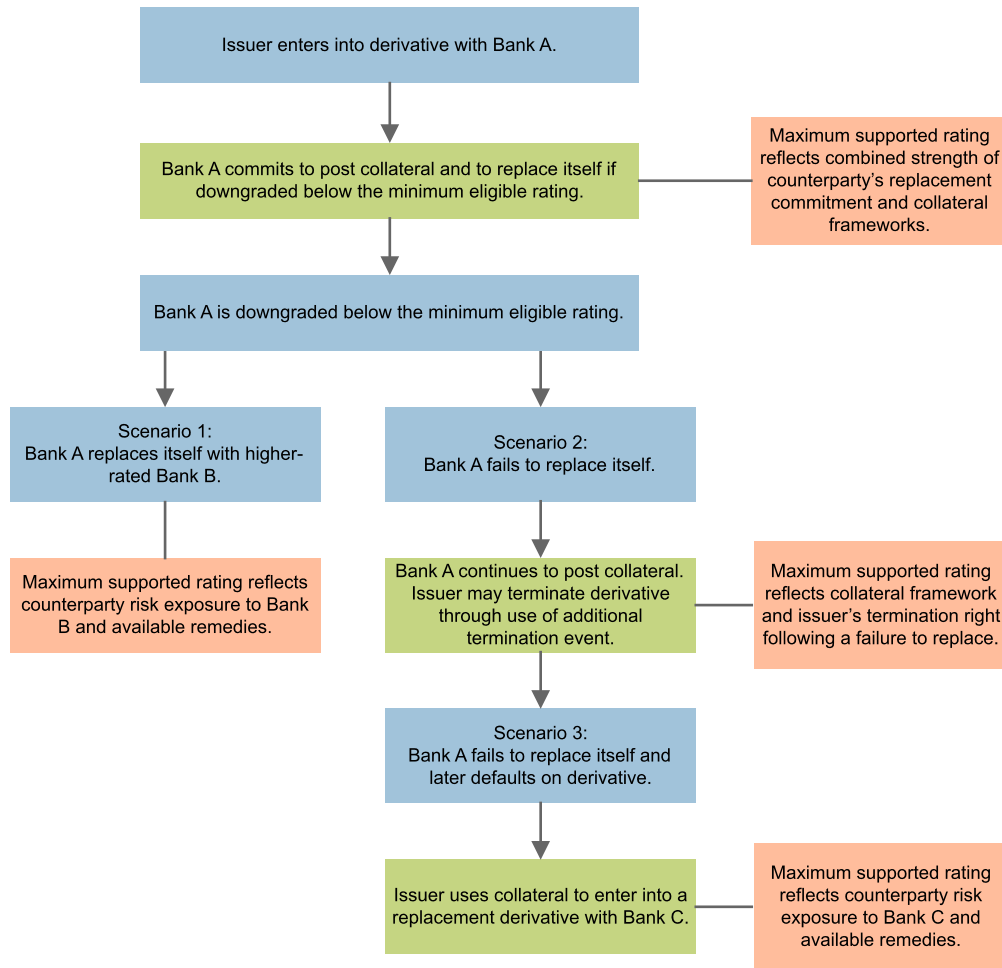 Issuer enters into derivative with Bank A.
Bank A commits to post collateral and to replace itself if
downgraded below the minimum eligible rating.
Maximum supported rating
reflects combined strength of
counterparty’s replacement
commitment and collateral
frameworks.
Bank A is downgraded below the minimum eligible rating.
Scenario 1:
Bank A replaces itself with higher-
rated Bank B.
Scenario 2:
Bank A fails to replace itself.
Maximum supported rating reflects
counterparty risk exposure to Bank
B and available remedies.
Bank A continues to post collateral.
Issuer may terminate derivative
through use of additional
termination event.
Maximum supported rating
reflects collateral framework
and issuer’s termination right
following a failure to replace.
Scenario 3:
Bank A fails to replace itself and
later defaults on derivative.
Issuer uses collateral to enter into a
replacement derivative with Bank C.
Maximum supported rating
reflects counterparty risk
exposure to Bank C and
available remedies.